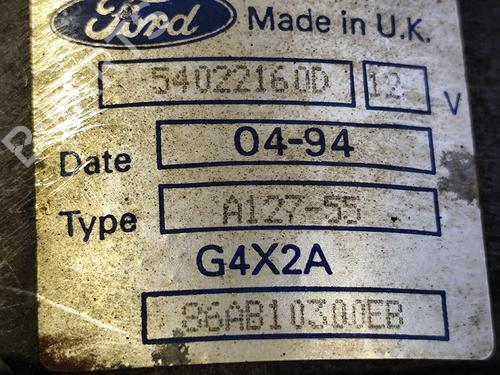 Ford Made in U.K.
54022160D 12 V
Date 04-94
Type A127-55
G4X2A
86AB10300EB